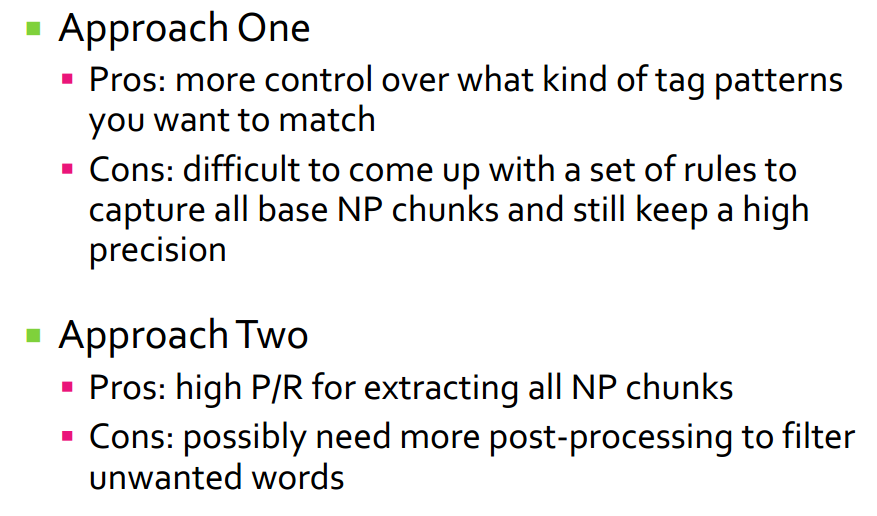 Approach One
Pros: more control over what kind of tag patterns
you want to match
Cons: difficult to come up with a set of rules to
capture all base NP chunks and still keep a high
precision
Approach Two
Pros: high P/R for extracting all NP chunks
Cons: possibly need more post-processing to filter
unwanted words